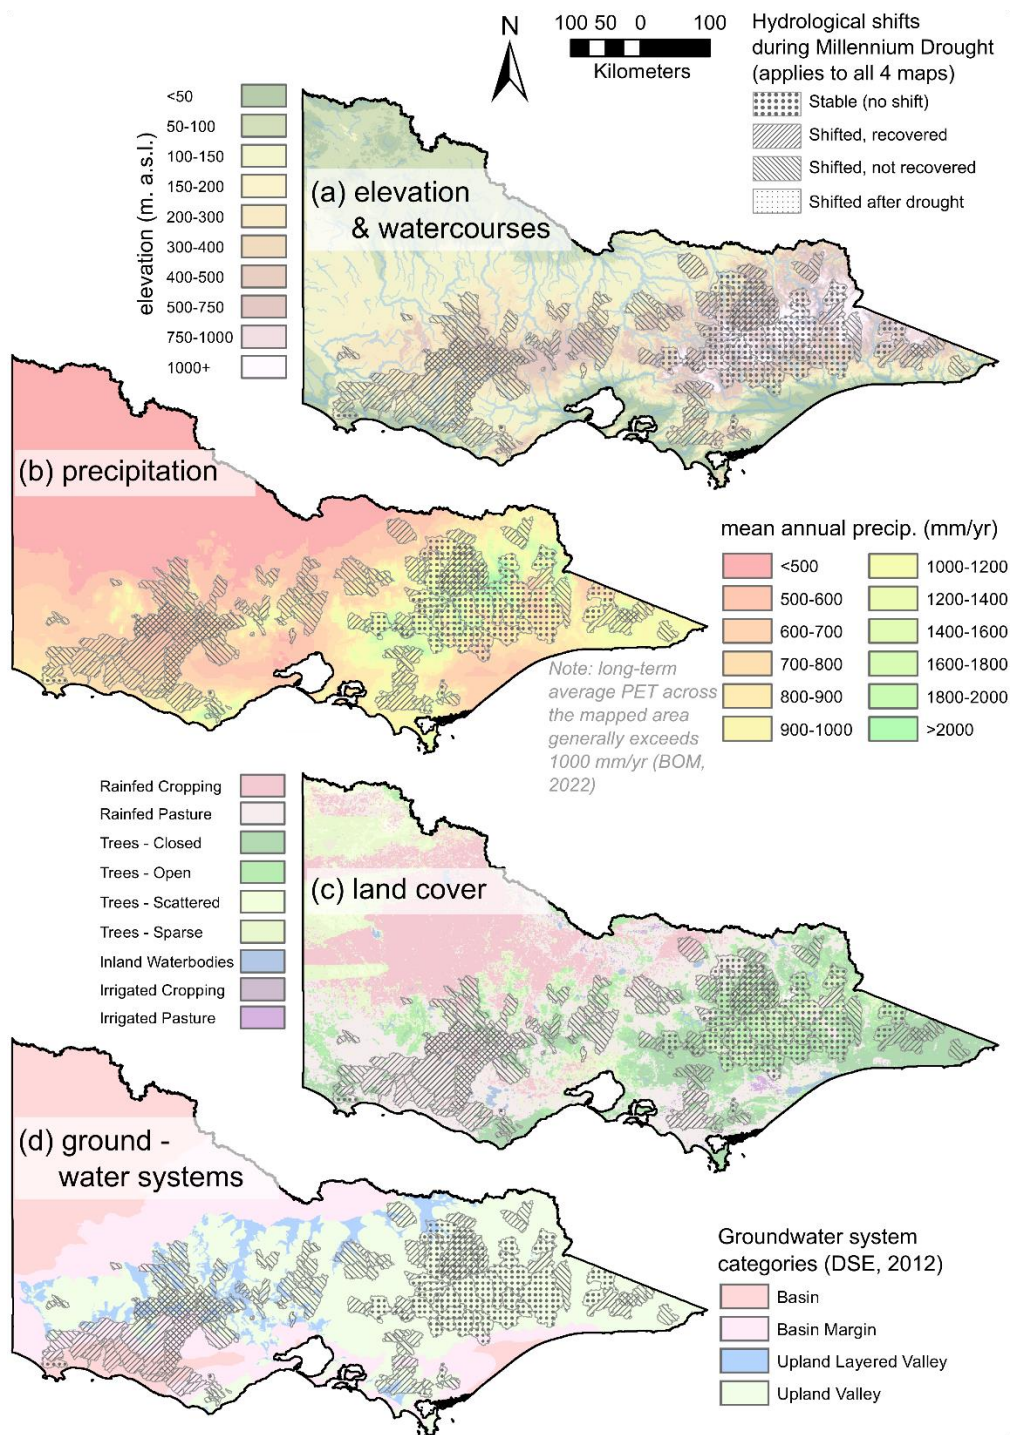 N
100 50 0 100
Kilometers
Hydrological shifts
during Millennium Drought
(applies to all 4 maps)
Stable (no shift)
Shifted, recovered
Shifted, not recovered
Shifted after drought
elevation (m. a.s.l.)
<50
50-100
100-150
150-200
200-300
300-400
400-500
500-750
750-1000
1000+
(a) elevation
& watercourses
(b) precipitation
mean annual precip. (mm/yr)
<500
500-600
600-700
700-800
800-900
900-1000
1000-1200
1200-1400
1400-1600
1600-1800
1800-2000
>2000
Note: long-term
average PET across
the mapped area
generally exceeds
1000 mm/yr (BOM,
2022)
Rainfed Cropping
Rainfed Pasture
Trees - Closed
Trees - Open
Trees - Scattered
Trees - Sparse
Inland Waterbodies
Irrigated Cropping
Irrigated Pasture
(c) land cover
(d) ground -
water systems
Groundwater system
categories (DSE, 2012)
Basin
Basin Margin
Upland Layered Valley
Upland Valley